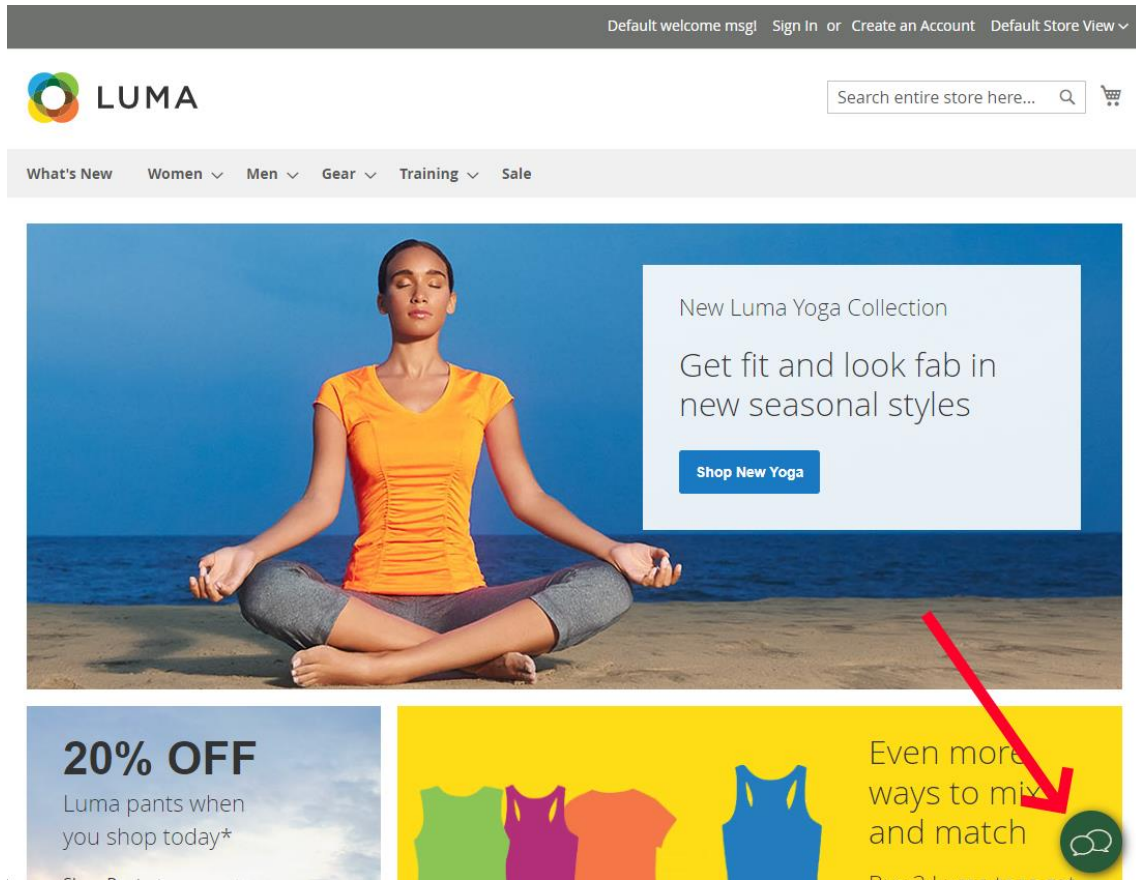 Default welcome msg! Sign In or Create an Account Default Store View
LUMA
Search entire store here...
What's New Women Men Gear Training Sale
New Luma Yoga Collection
Get fit and look fab in
new seasonal styles
Shop New Yoga
20% OFF
Luma pants when
you shop today*
Even more
ways to mix
and match